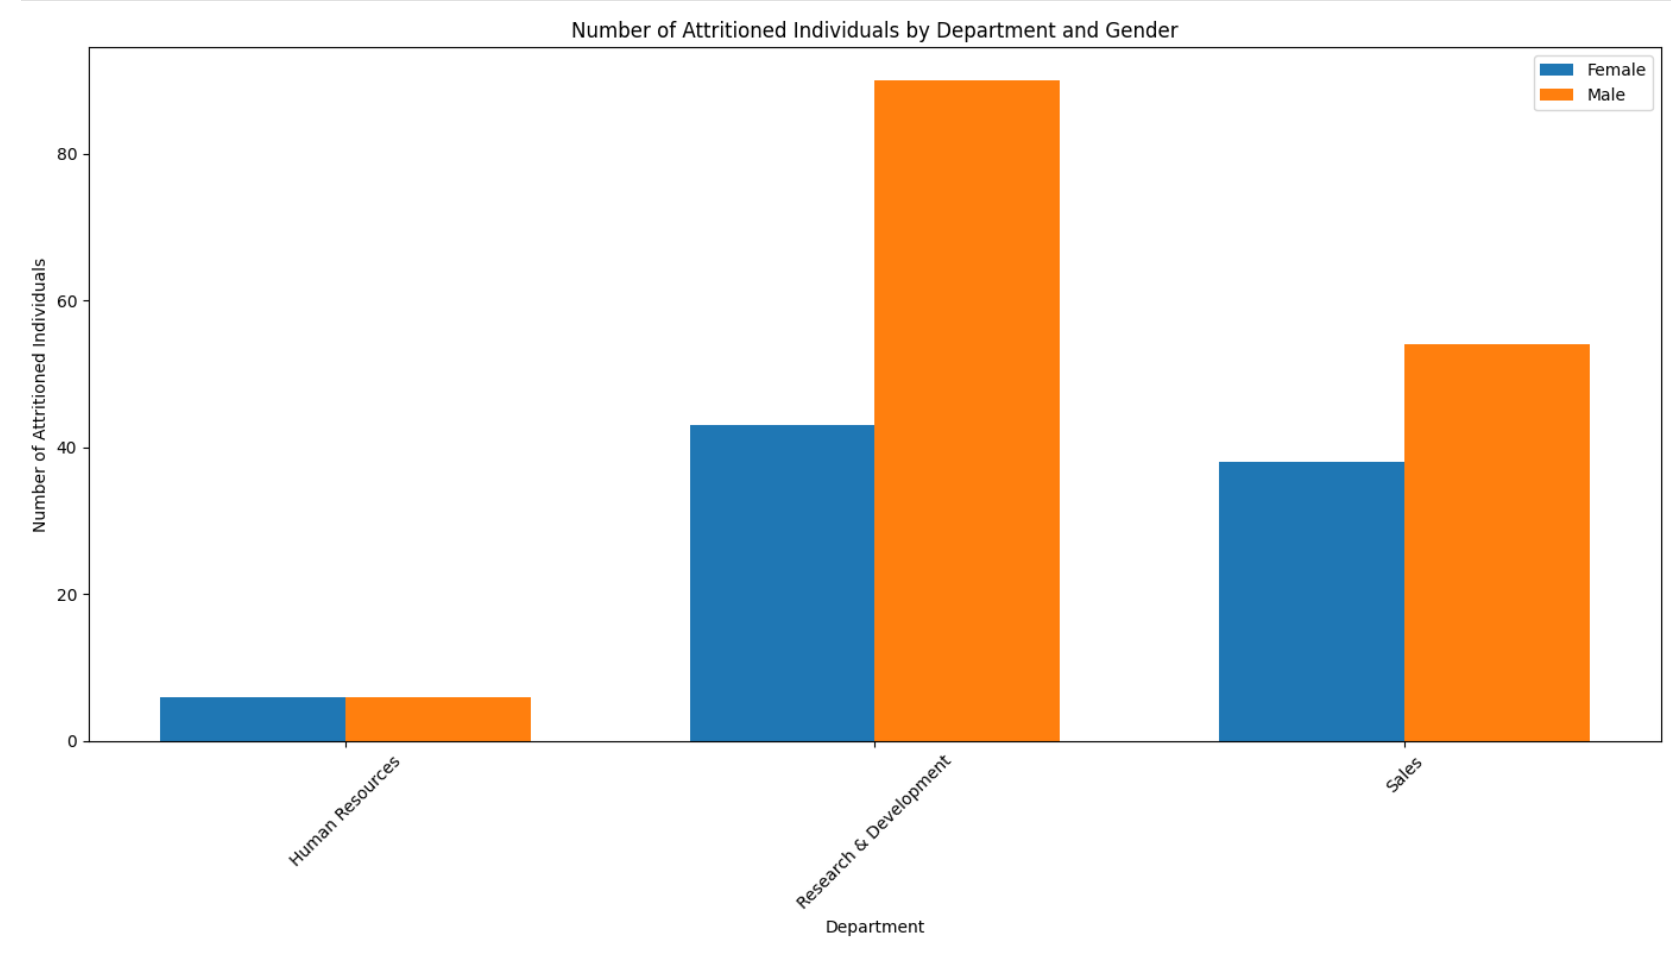 Number of Attritioned Individuals by Department and Gender
Female
Male
Number of Attritioned Individuals
80
60
40
20
0
Human Resources
Research & Development
Sales
Department